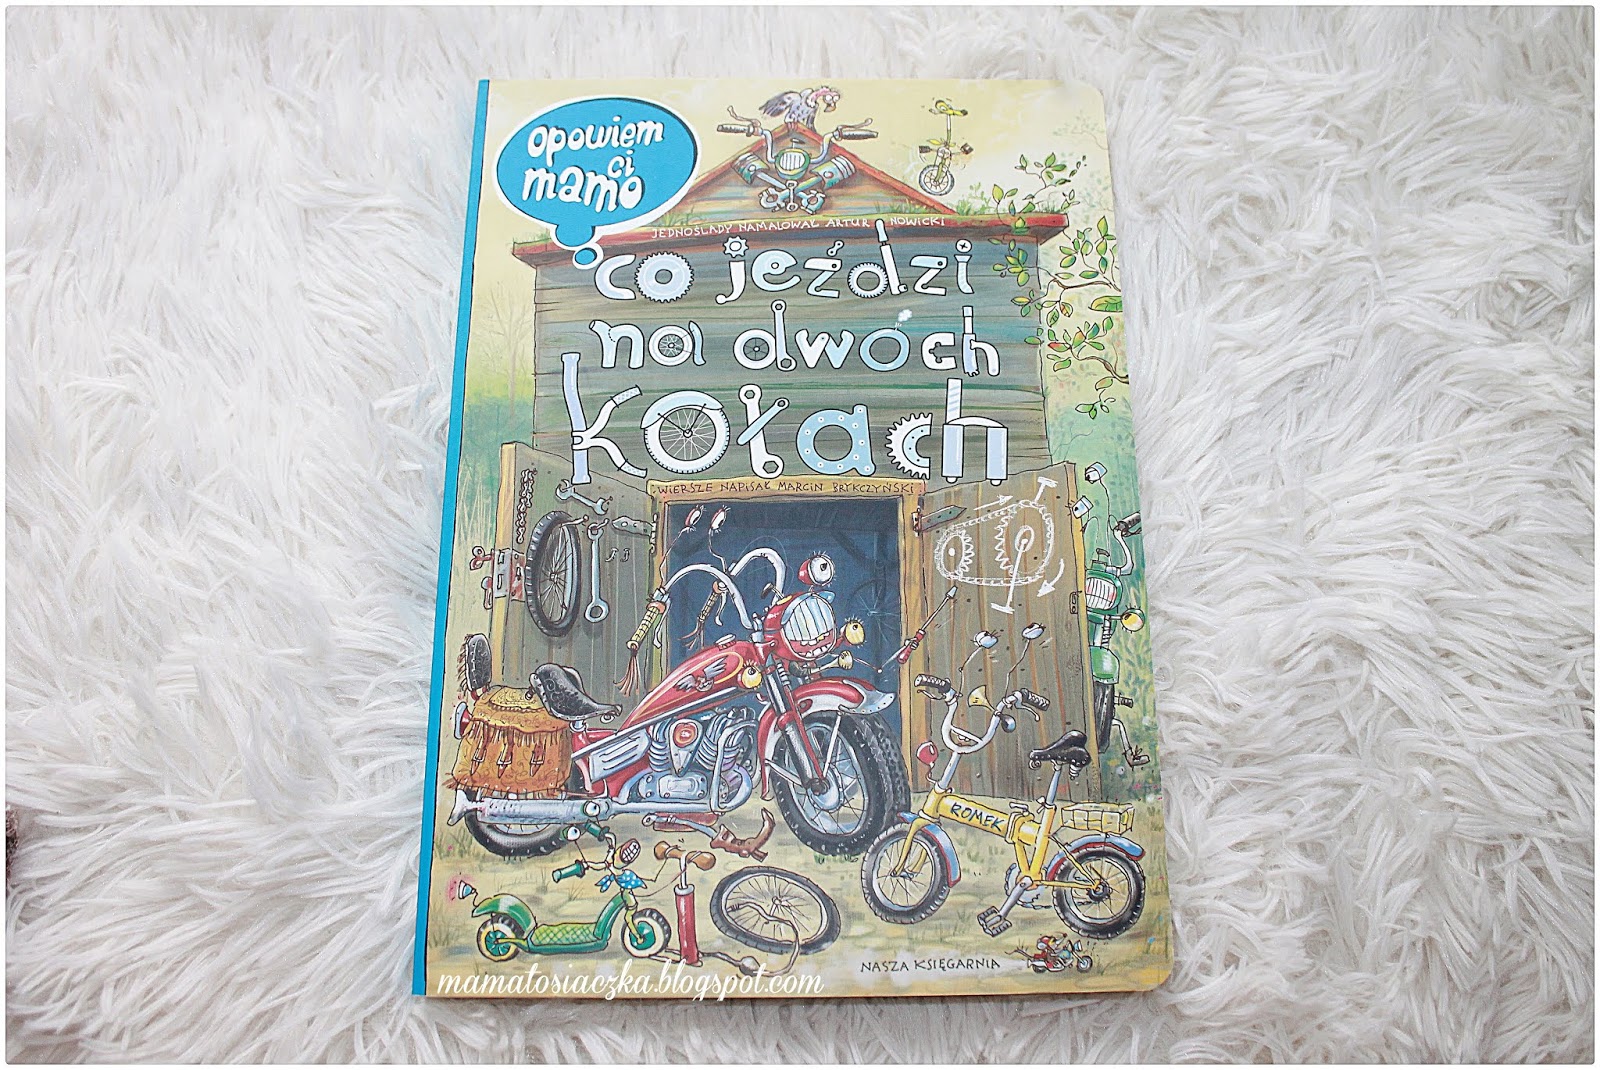 opowiem
ci
mamo
JEDNOŚLADY NAMALOWAŁ ARTUR NOWICKI
co jeździ
na dwóch
kołach
WIERSZE NAPISAŁ MARCIN BRYKCZYŃSKI
ROMEK
NASZA KSIĘGARNIA
mamatosiaczka.blogspot.com